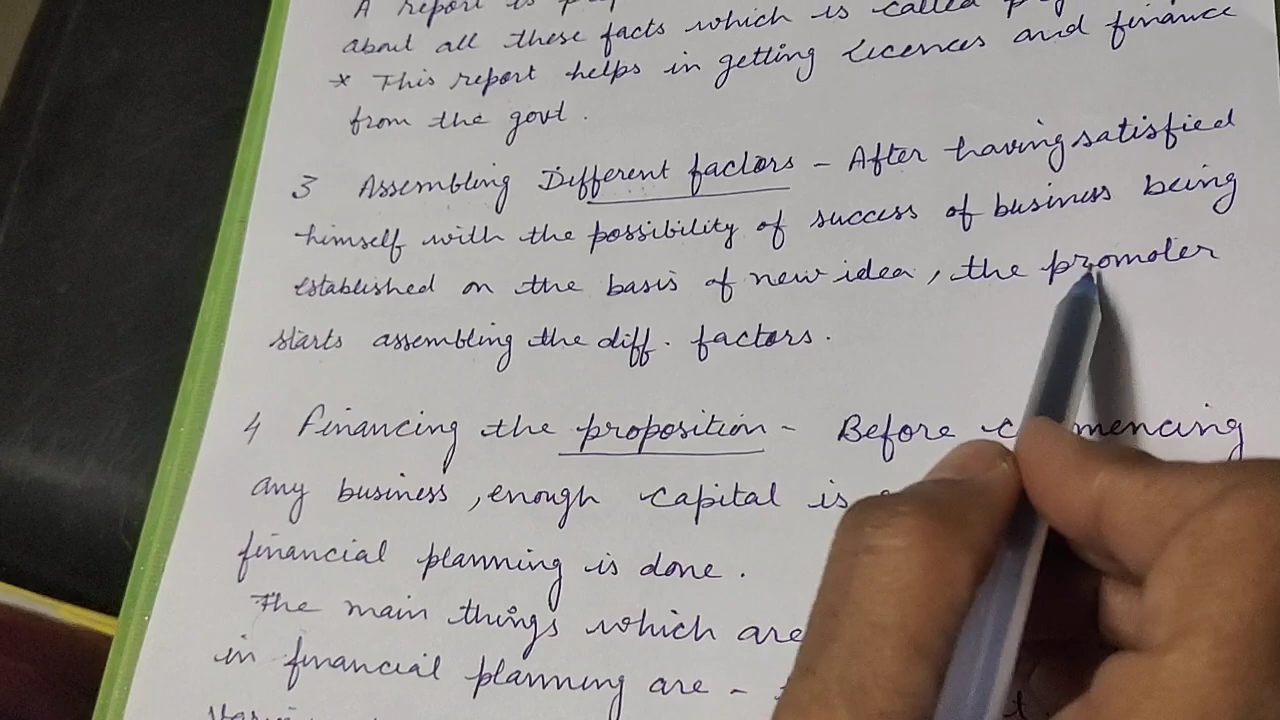 A report is
about all these facts which is called
* This report helps in getting licences and finance
from the govt.
3 Assembling Different factors - After having satisfied
himself with the possibility of success of business being
established on the basis of new idea, the promoter
starts assembling the diff. factors.
4 Financing the proposition - Before commencing
any business, enough capital is
financial planning is done.
The main things which are
in financial planning are -